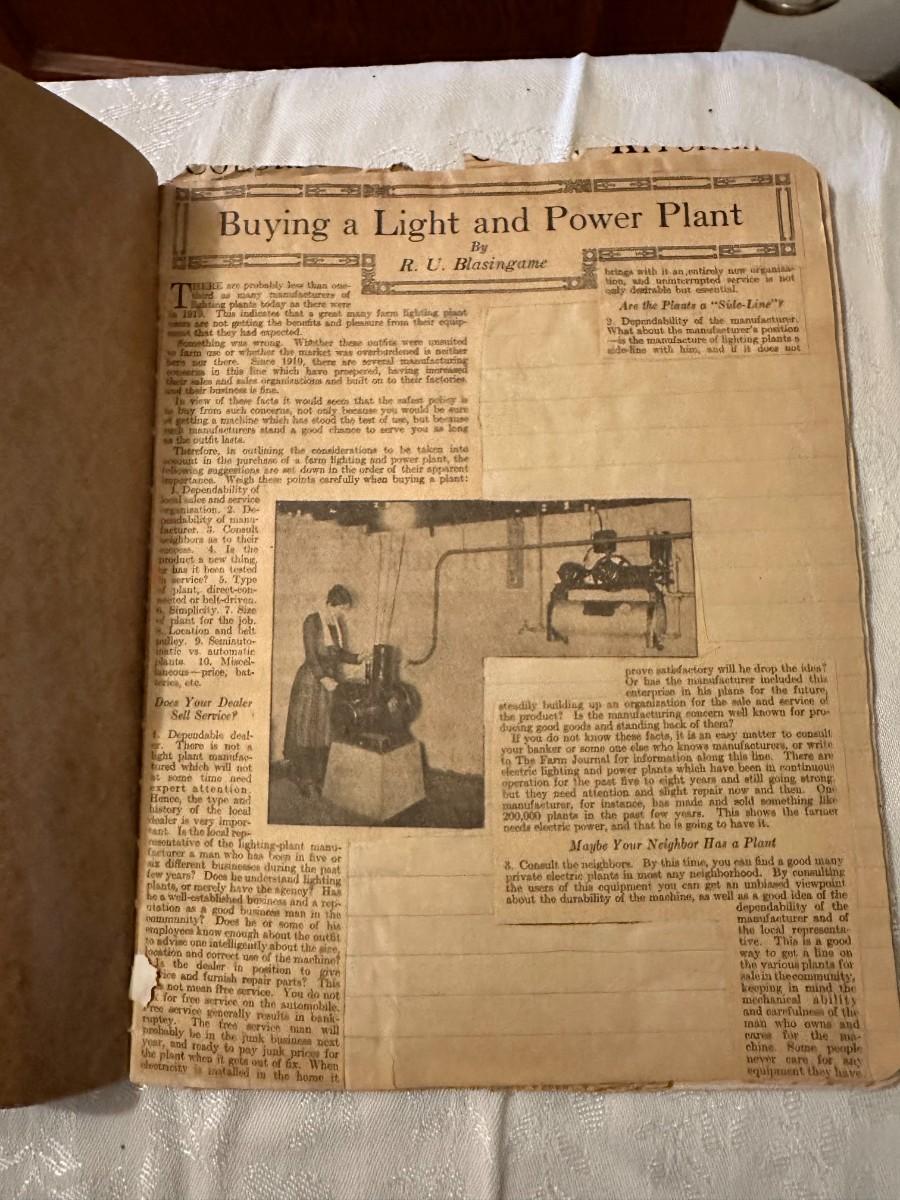 Buying a Light and Power Plant
By
R. U. Blasingame
THERE are probably less than one-
third as many manufacturers of
lighting plants today as there were
in 1919. This indicates that a great many farm lighting plant
are not getting the benefits and pleasure from their equip-
ment that they had expected.
Something was wrong. Whether these outfits were unsuited
to farm use or whether the market was overburdened is neither
here nor there. Since 1919, there are several manufacturing
concerns in this line which have prospered, having increased
their sales and sales organizations and built on to their factories
and their business is fine.
In view of these facts it would seem that the safest policy is
to buy from such concerns, not only because you would be sure
of getting a machine which has stood the test of use, but because
such manufacturers stand a good chance to serve you as long
as the outfit lasts.
Therefore, in outlining the considerations to be taken into
account in the purchase of a farm lighting and power plant, the
following suggestions are set down in the order of their apparent
importance. Weigh these points carefully when buying a plant:
1. Dependability of
local sales and service
organization. 2. De-
pendability of manu-
facturer. 3. Consult
neighbors as to their
success. 4. Is the
product a new thing,
or has it been tested
in service? 5. Type
of plant, direct-con-
nected or belt-driven.
6. Simplicity. 7. Size
of plant for the job.
8. Location and belt
pulley. 9. Semiauto-
matic vs. automatic
plants. 10. Miscel-
laneous—price, bat-
teries, etc.
Does Your Dealer
Sell Service?
1. Dependable deal-
er. There is not a
light plant manufac-
tured which will not
at some time need
expert attention.
Hence, the type and
history of the local
dealer is very impor-
tant. Is the local rep-
resentative of the lighting-plant manu-
facturer a man who has been in five or
six different businesses during the past
few years? Does he understand lighting
plants, or merely have the agency? Has
he a well-established business and a rep-
utation as a good business man in the
community? Does he or some of his
employees know enough about the outfit
to advise one intelligently about the size,
location and correct use of the machine?
Is the dealer in position to give
service and furnish repair parts? This
does not mean free service. You do not
for free service on the automobile.
Free service generally results in bank-
ruptcy. The free service man will
probably be in the junk business next
year, and ready to pay junk prices for
the plant when it gets out of fix. When
electricity is installed in the home it
brings with it an entirely new organiza-
tion, and uninterrupted service is not
only desirable but essential.
Are the Plants a "Side-Line"?
2. Dependability of the manufacturer.
What about the manufacturer's position
—is the manufacture of lighting plants a
side-line with him, and if it does not
prove satisfactory will he drop the idea?
Or has the manufacturer included this
enterprise in his plans for the future,
steadily building up an organization for the sale and service of
the product? Is the manufacturing concern well known for pro-
ducing good goods and standing back of them?
If you do not know these facts, it is an easy matter to consult
your banker or some one else who knows manufacturers, or write
to The Farm Journal for information along this line. There are
electric lighting and power plants which have been in continuous
operation for the past five to eight years and still going strong,
but they need attention and slight repair now and then. One
manufacturer, for instance, has made and sold something like
200,000 plants in the past few years. This shows the farmer
needs electric power, and that he is going to have it.
Maybe Your Neighbor Has a Plant
3. Consult the neighbors. By this time, you can find a good many
private electric plants in most any neighborhood. By consulting
the users of this equipment you can get an unbiased viewpoint
about the durability of the machine, as well as a good idea of the
dependability of the
manufacturer and of
the local representa-
tive. This is a good
way to get a line on
the various plants for
sale in the community,
keeping in mind the
mechanical ability
and carefulness of the
man who owns and
cares for the ma-
chine. Some people
never care for any
equipment they have